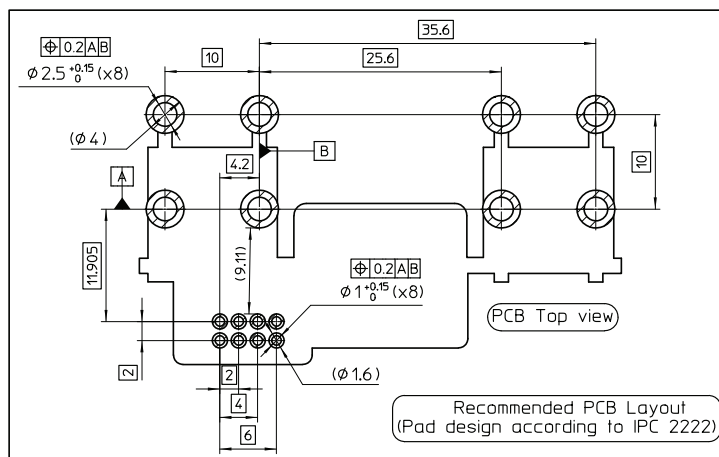 35.6
⌖ 0.2 A B
10
25.6
⌀2.5 +0.15 0 (x8)
(⌀4)
B
4.2
10
A
11.905
(9.11)
⌖ 0.2 A B
⌀1 +0.15 0 (x8)
PCB Top view
2
2
(⌀1.6)
4
6
Recommended PCB Layout
(Pad design according to IPC 2222)